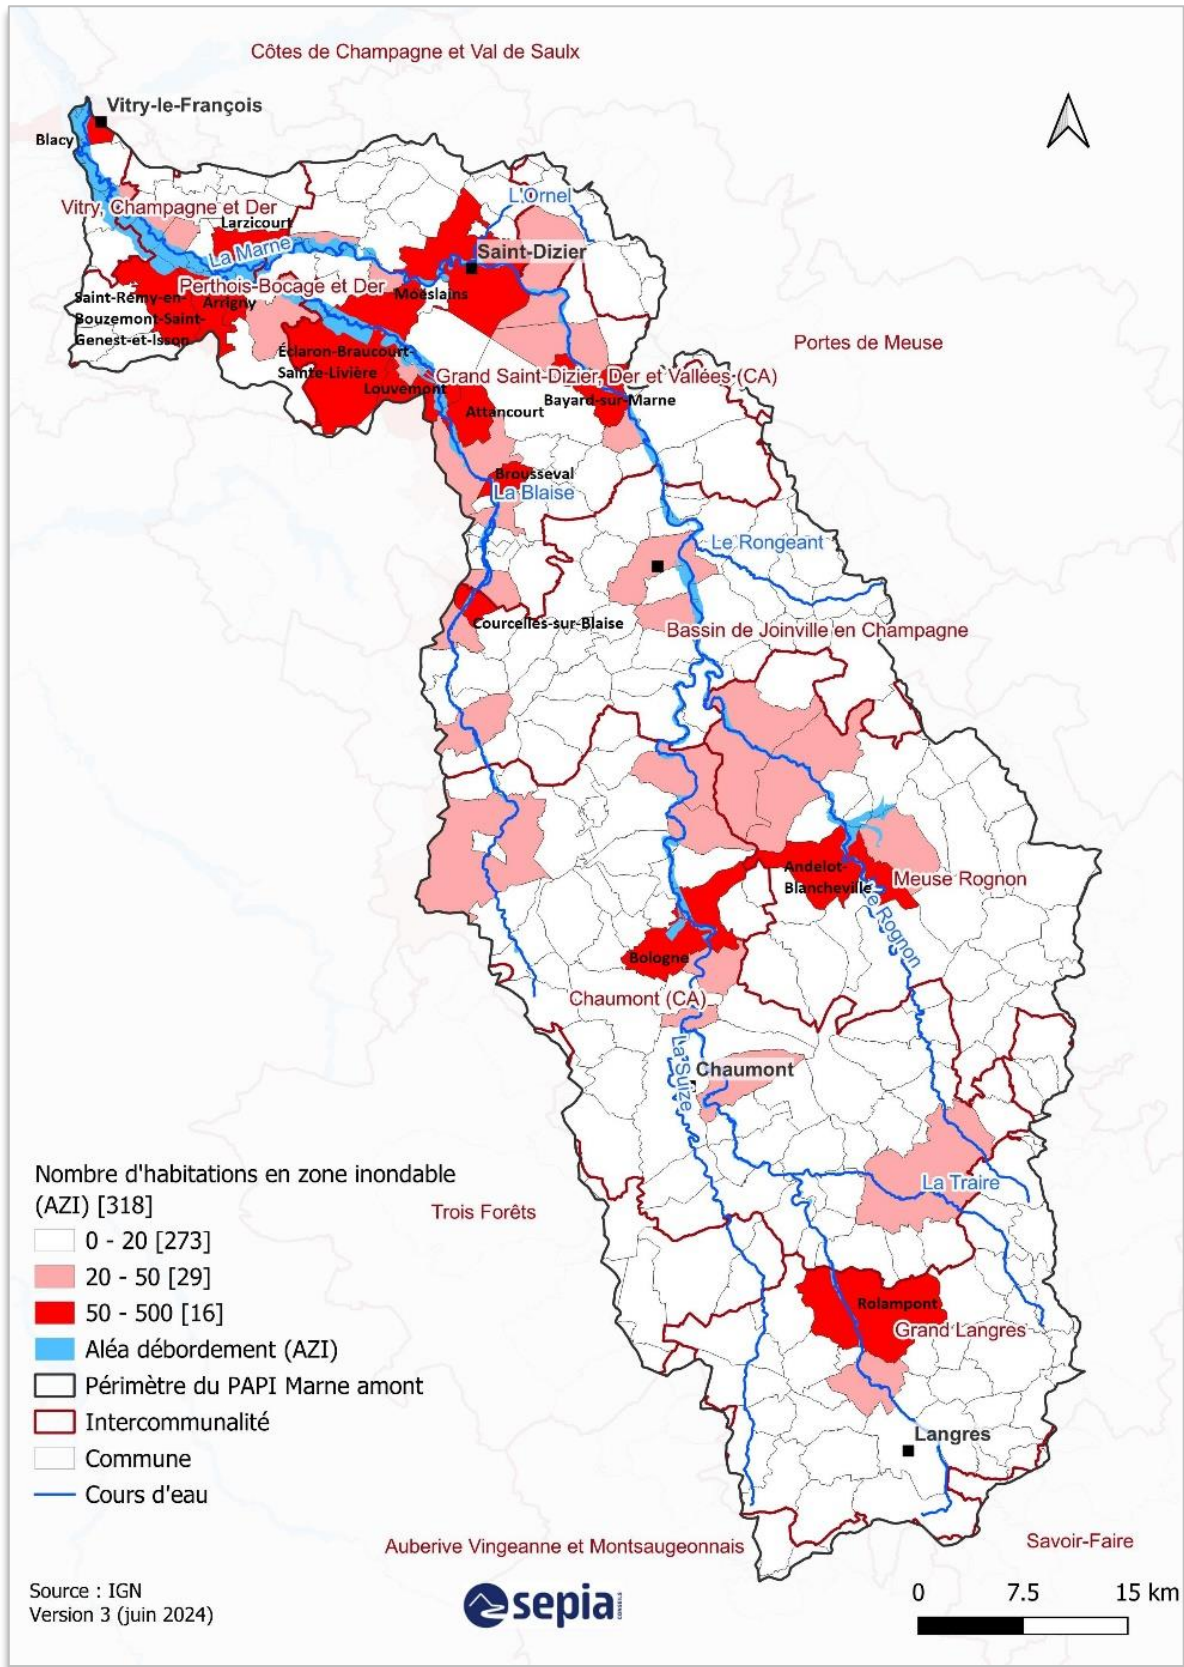 Côtes de Champagne et Val de Saulx
Vitry-le-François
Blacy
L'Ornel
Vitry, Champagne et Der
Larzicourt
La Marne
Saint-Dizier
Perthois-Bocage et Der
Moëslains
Saint-Rémy-en-
Bouzemont-Saint-
Genest-et-Isson
Arrigny
Portes de Meuse
Éclaron-Braucourt-
Sainte-Livière
Louvemont
Grand Saint-Dizier, Der et Vallées (CA)
Bayard-sur-Marne
Attancourt
Brousseval
La Blaise
Le Rongeant
Courcelles-sur-Blaise
Bassin de Joinville en Champagne
Andelot-
Blancheville
Meuse Rognon
Le Rognon
Bologne
Chaumont (CA)
La Suize
Chaumont
La Traire
Trois Forêts
Rolampont
Grand Langres
Langres
Auberive Vingeanne et Montsaugeonnais
Savoir-Faire
Nombre d'habitations en zone inondable
(AZI) [318]
0 - 20 [273]
20 - 50 [29]
50 - 500 [16]
Aléa débordement (AZI)
Périmètre du PAPI Marne amont
Intercommunalité
Commune
Cours d'eau
Source : IGN
Version 3 (juin 2024)
sepia
CONSEILS
0 7.5 15 km